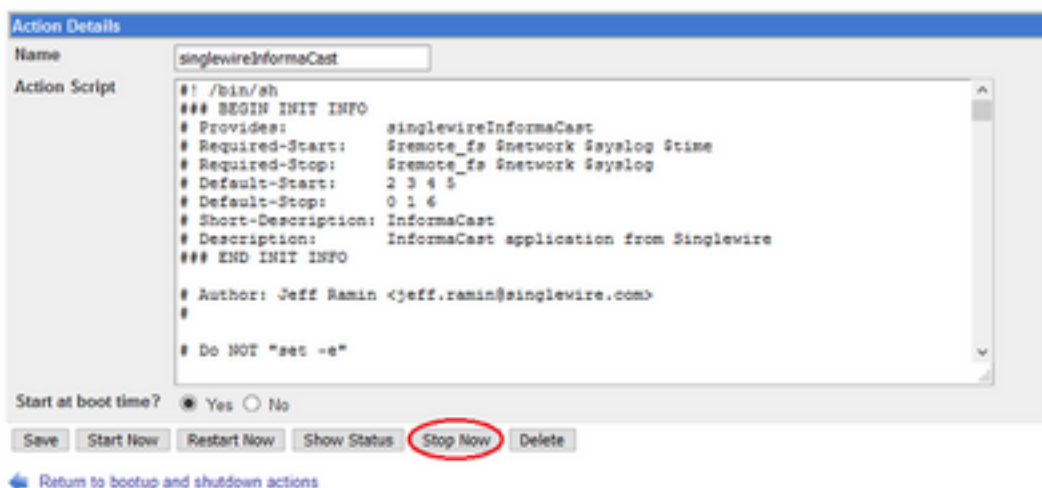 Action Details
Name singlewireInformaCast
Action Script
#! /bin/sh
### BEGIN INIT INFO
# Provides: singlewireInformaCast
# Required-Start: $remote_fs $network $syslog $time
# Required-Stop: $remote_fs $network $syslog
# Default-Start: 2 3 4 5
# Default-Stop: 0 1 6
# Short-Description: InformaCast
# Description: InformaCast application from Singlewire
### END INIT INFO
# Author: Jeff Ramin <jeff.ramin@singlewire.com>
#
# Do NOT "set -e"
Start at boot time? Yes No
Save Start Now Restart Now Show Status Stop Now Delete
Return to bootup and shutdown actions